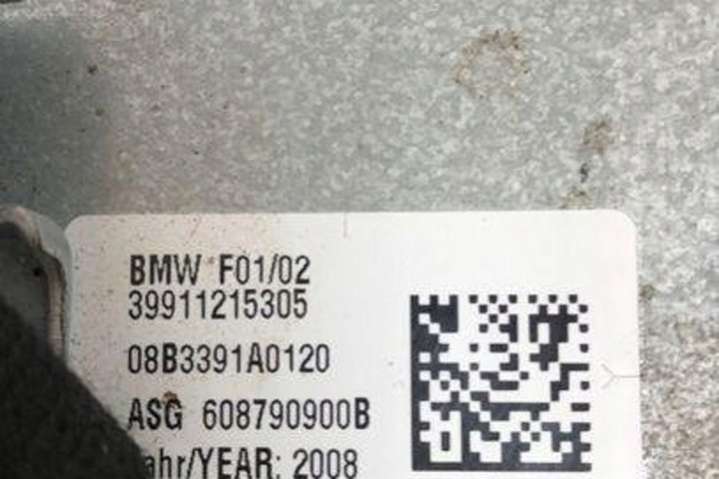 BMW F01/02
39911215305
08B3391A0120
ASG 608790900B
ahr/YEAR: 2008